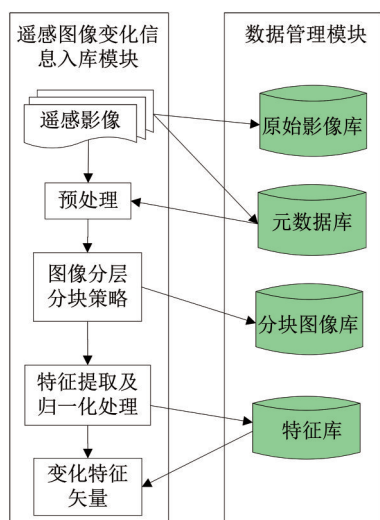 遥感图像变化信
息入库模块
遥感影像
预处理
图像分层
分块策略
特征提取及
归一化处理
变化特征
矢量
数据管理模块
原始影像库
元数据库
分块图像库
特征库